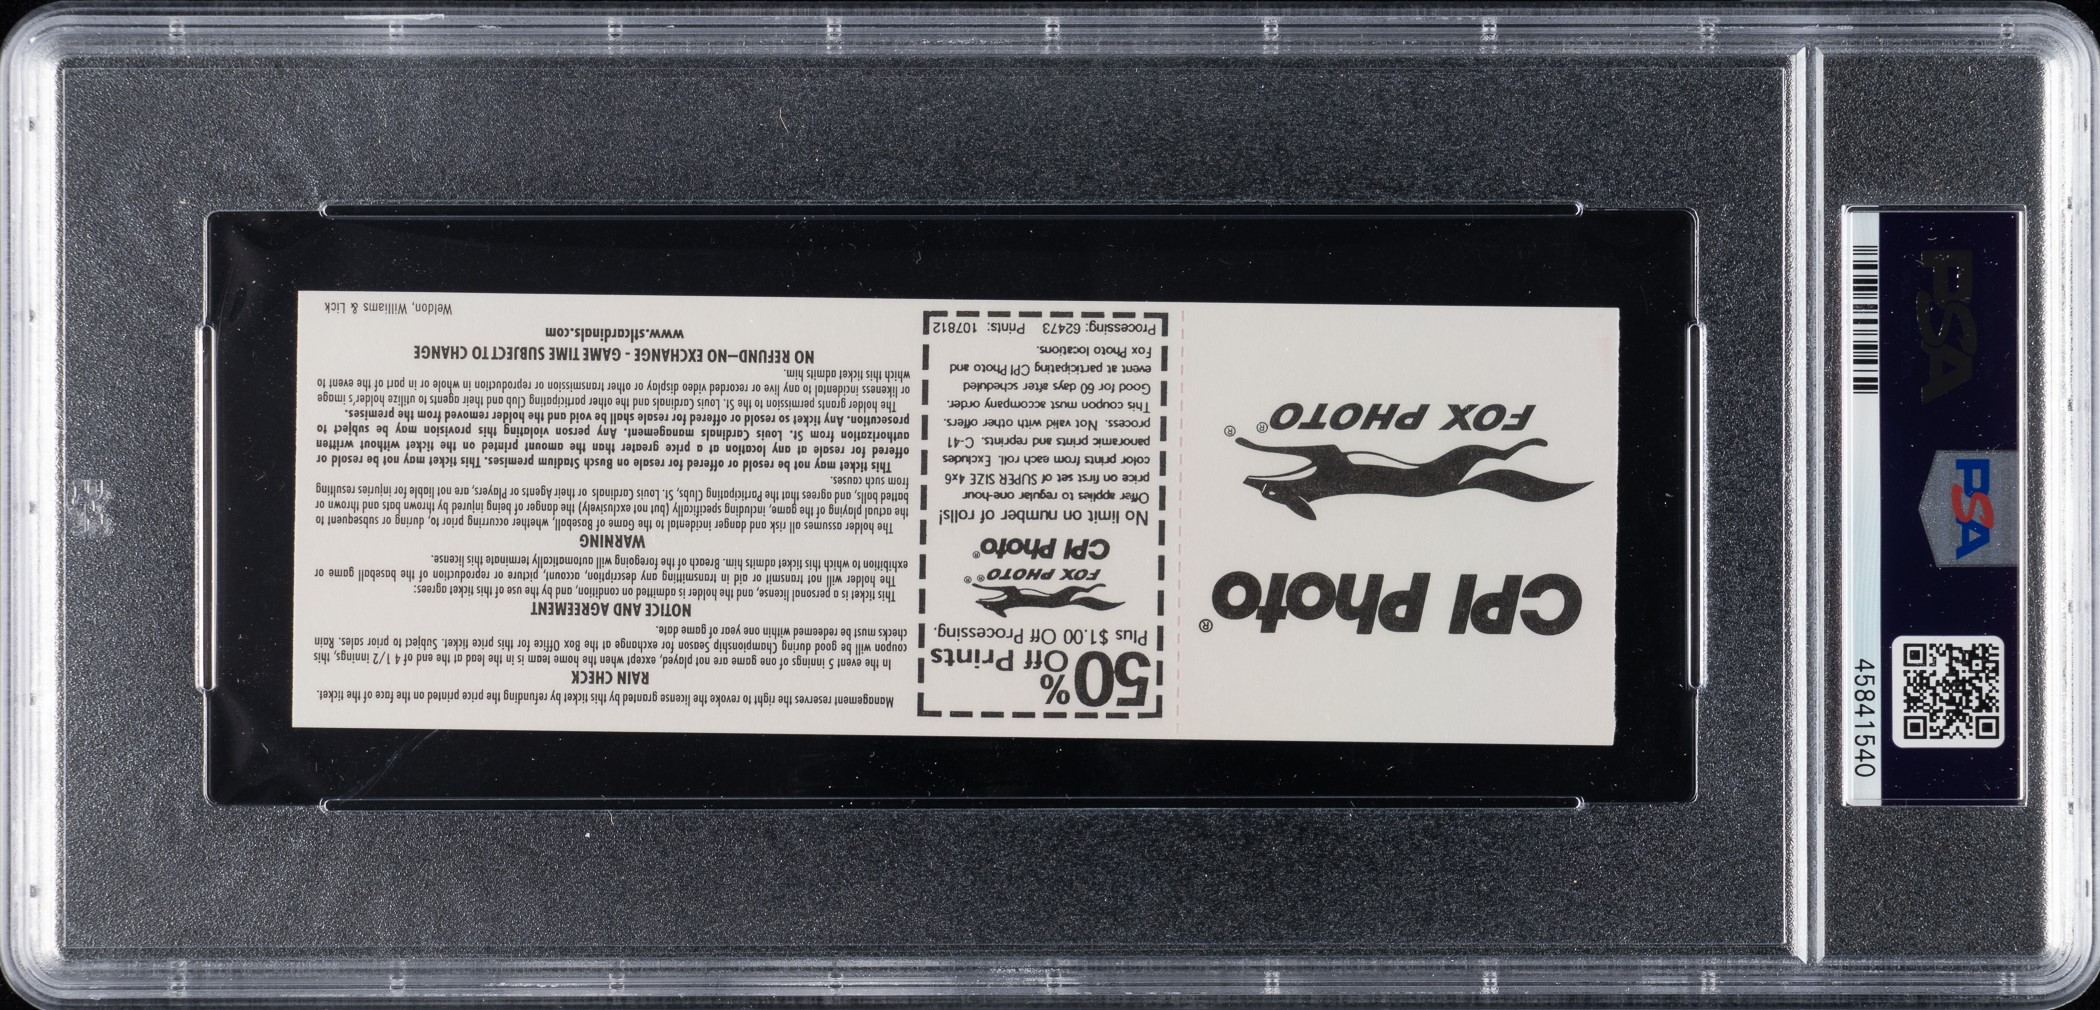 CPI Photo®
FOX PHOTO®
®
50%
Off Prints
Plus $1.00 Off Processing.
FOX PHOTO®
®
CPI Photo®
No limit on number of rolls!
Offer applies to regular one-hour
price on first set of SUPER SIZE 4x6
color prints from each roll. Excludes
panoramic prints and reprints. C-41
process. Not valid with other offers.
This coupon must accompany order.
Good for 60 days after scheduled
event at participating CPI Photo and
Fox Photo locations.
Processing: 62473 Prints: 107812
Management reserves the right to revoke the license granted by this ticket by refunding the price printed on the face of the ticket.
RAIN CHECK
In the event 5 innings of one game are not played, except when the home team is in the lead at the end of 4 1/2 innings, this
coupon will be good during Championship Season for exchange at the Box Office for this price ticket. Subject to prior sales. Rain
checks must be redeemed within one year of game date.
NOTICE AND AGREEMENT
This ticket is a personal license, and the holder is admitted on condition, and by the use of this ticket agrees:
The holder will not transmit or aid in transmitting any description, account, picture or reproduction of the baseball game or
exhibition to which this ticket admits him. Breach of the foregoing will automatically terminate this license.
WARNING
The holder assumes all risk and danger incidental to the Game of Baseball, whether occurring prior to, during or subsequent to
the actual playing of the game, including specifically (but not exclusively) the danger of being injured by thrown bats and thrown or
batted balls, and agrees that the Participating Clubs, St. Louis Cardinals or their Agents or Players, are not liable for injuries resulting
from such causes.
This ticket may not be resold or offered for resale on Busch Stadium premises. This ticket may not be resold or
offered for resale at any location at a price greater than the amount printed on the ticket without written
authorization from St. Louis Cardinals management. Any person violating this provision may be subject to
prosecution. Any ticket so resold or offered for resale shall be void and the holder removed from the premises.
The holder grants permission to the St. Louis Cardinals and the other participating Club and their agents to utilize holder's image
or likeness incidental to any live or recorded video display or other transmission or reproduction in whole or in part of the event to
which this ticket admits him.
NO REFUND—NO EXCHANGE - GAME TIME SUBJECT TO CHANGE
www.stlcardinals.com
Weldon, Williams & Lick
PSA
PSA
45841540
PSA